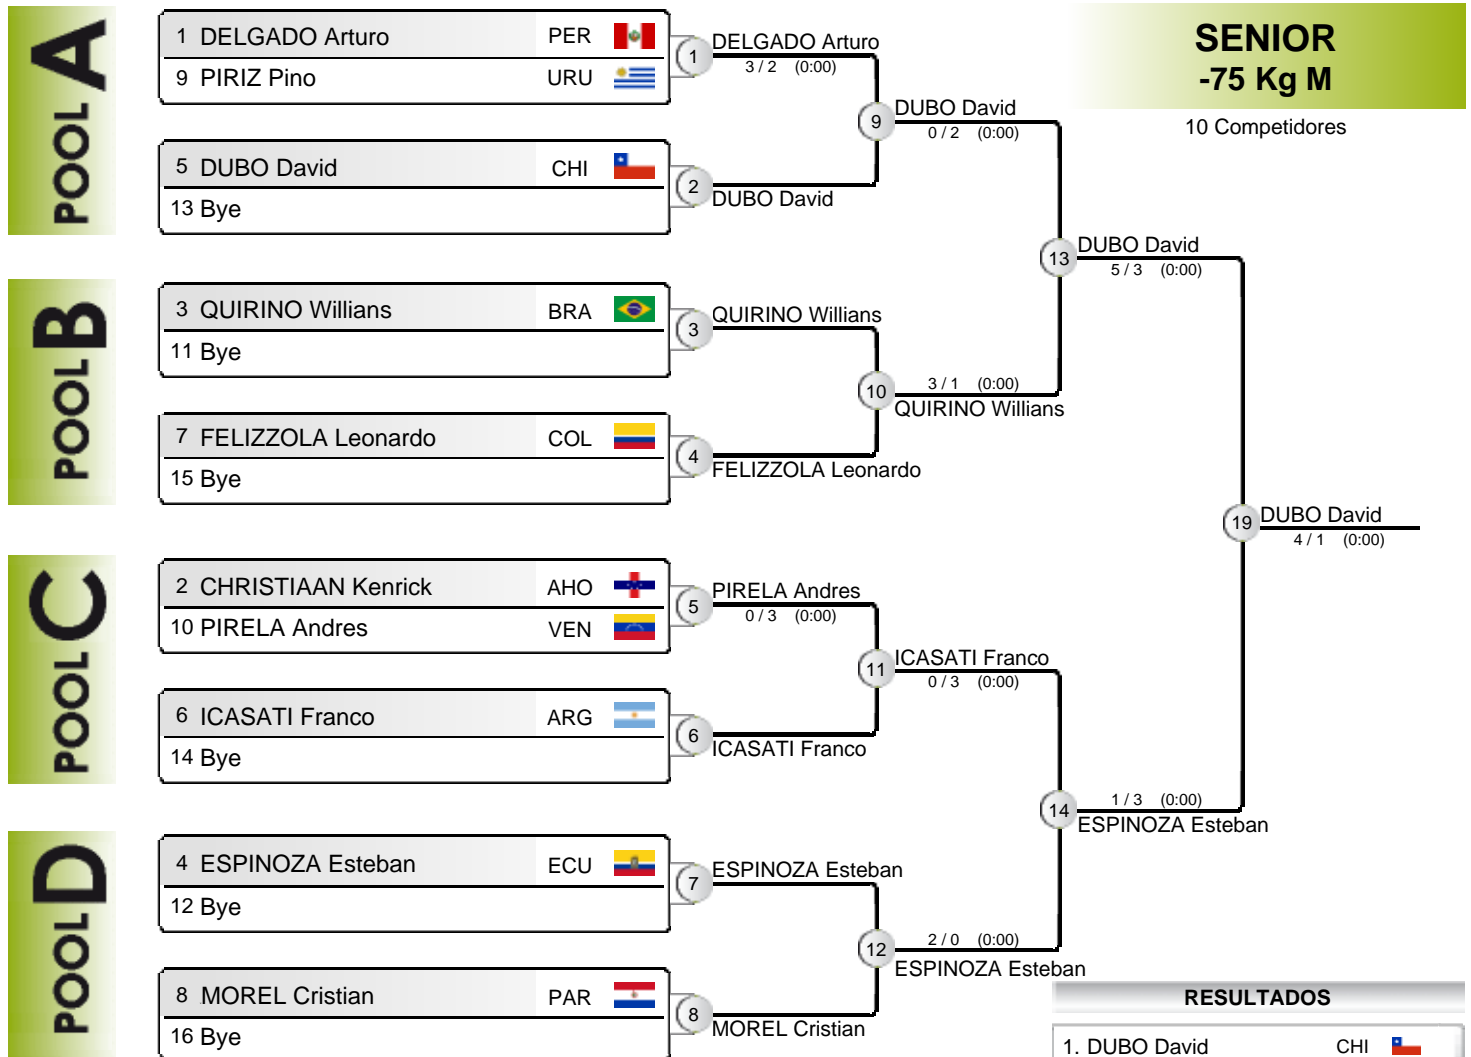 POOL A
1 DELGADO Arturo PER
9 PIRIZ Pino URU
5 DUBO David CHI
13 Bye
1 DELGADO Arturo
3 / 2 (0:00)
2 DUBO David
9 DUBO David
0 / 2 (0:00)
SENIOR
-75 Kg M
10 Competidores
POOL B
3 QUIRINO Willians BRA
11 Bye
7 FELIZZOLA Leonardo COL
15 Bye
3 QUIRINO Willians
4 FELIZZOLA Leonardo
10 3 / 1 (0:00)
QUIRINO Willians
13 DUBO David
5 / 3 (0:00)
19 DUBO David
4 / 1 (0:00)
POOL C
2 CHRISTIAAN Kenrick AHO
10 PIRELA Andres VEN
6 ICASATI Franco ARG
14 Bye
5 PIRELA Andres
0 / 3 (0:00)
6 ICASATI Franco
11 ICASATI Franco
0 / 3 (0:00)
14 1 / 3 (0:00)
ESPINOZA Esteban
POOL D
4 ESPINOZA Esteban ECU
12 Bye
8 MOREL Cristian PAR
16 Bye
7 ESPINOZA Esteban
8 MOREL Cristian
12 2 / 0 (0:00)
ESPINOZA Esteban
RESULTADOS
1. DUBO David CHI